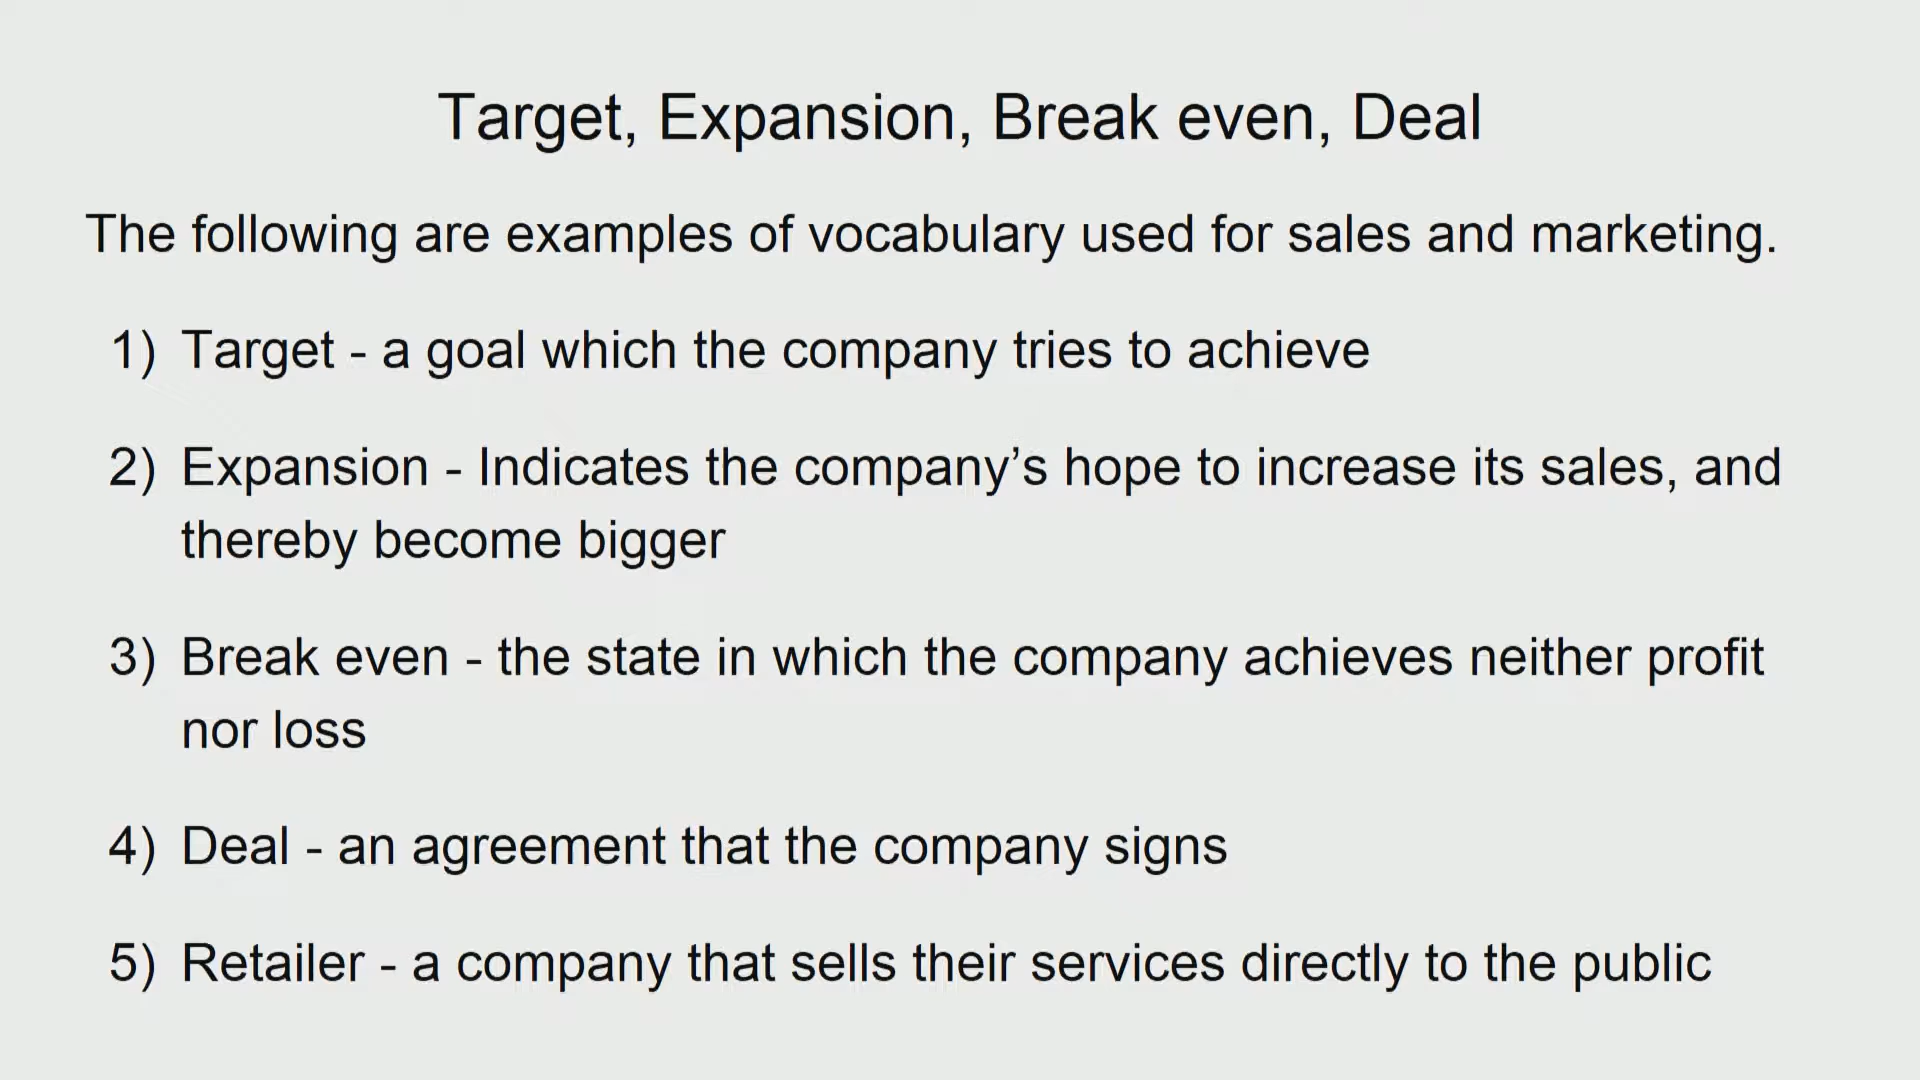 Target, Expansion, Break even, Deal
The following are examples of vocabulary used for sales and marketing.
1) Target - a goal which the company tries to achieve
2) Expansion - Indicates the company’s hope to increase its sales, and
thereby become bigger
3) Break even - the state in which the company achieves neither profit
nor loss
4) Deal - an agreement that the company signs
5) Retailer - a company that sells their services directly to the public